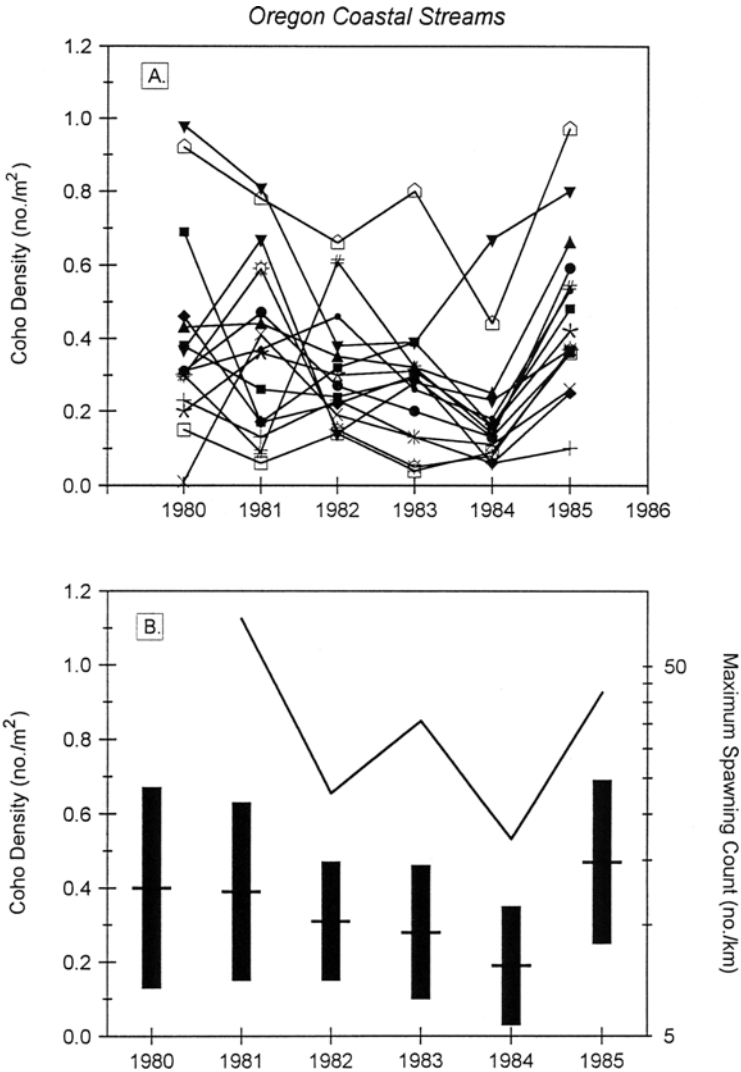 Oregon Coastal Streams
A.
Coho Density (no./m²)
1.2
1.0
0.8
0.6
0.4
0.2
0.0
1980 1981 1982 1983 1984 1985 1986
B.
Coho Density (no./m²)
1.2
1.0
0.8
0.6
0.4
0.2
0.0
50
5
Maximum Spawning Count (no./km)
1980 1981 1982 1983 1984 1985